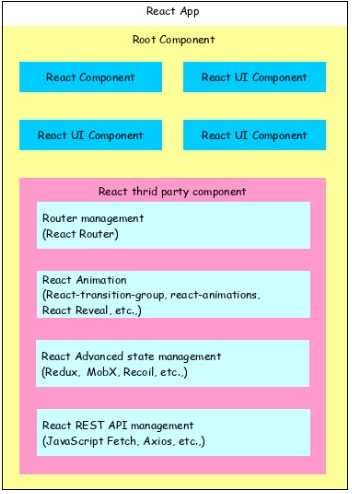 React App
Root Component
React Component
React UI Component
React UI Component
React UI Component
React thrid party component
Router management
(React Router)
React Animation
(React-transition-group, react-animations,
React Reveal, etc.,)
React Advanced state management
(Redux, MobX, Recoil, etc.,)
React REST API management
(JavaScript Fetch, Axios, etc.,)